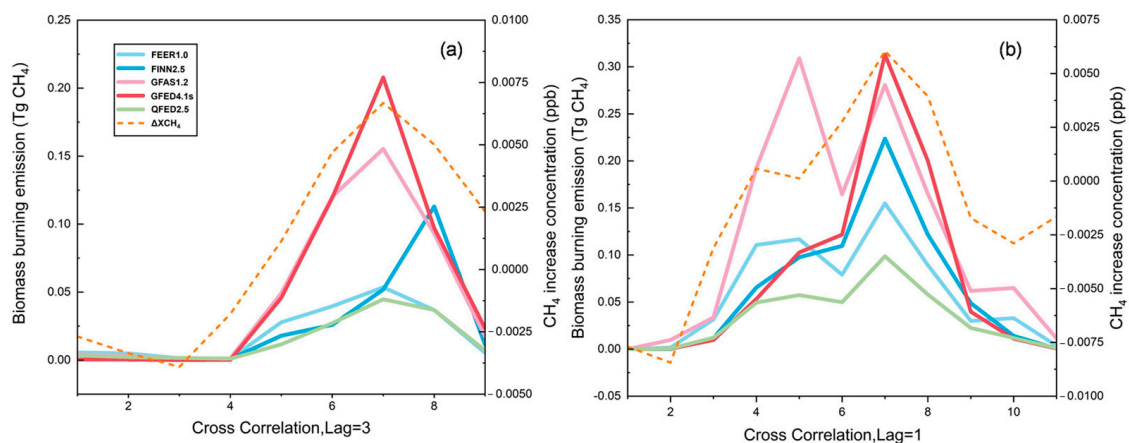 (a)
FEER1.0
FINN2.5
GFAS1.2
GFED4.1s
QFED2.5
ΔXCH₄
Biomass burning emission (Tg CH₄)
0.25
0.20
0.15
0.10
0.05
0.00
CH₄ increase concentration (ppb)
0.0100
0.0075
0.0050
0.0025
0.0000
−0.0025
−0.0050
2 4 6 8
Cross Correlation,Lag=3
(b)
Biomass burning emission (Tg CH₄)
0.35
0.30
0.25
0.20
0.15
0.10
0.05
0.00
-0.05
CH₄ increase concentration (ppb)
0.0075
0.0050
0.0025
0.0000
−0.0025
−0.0050
−0.0075
−0.0100
2 4 6 8 10
Cross Correlation,Lag=1